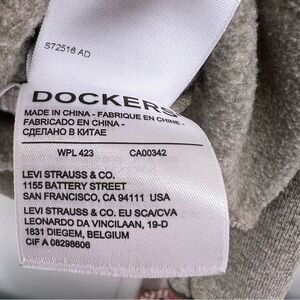 S72516 AD
DOCKERS
MADE IN CHINA - FABRIQUE EN CHINE -
FABRICADO EN CHINA -
СДЕЛАНО В КИТАЕ
WPL 423 CA00342
LEVI STRAUSS & CO.
1155 BATTERY STREET
SAN FRANCISCO, CA 94111 USA
LEVI STRAUSS & CO. EU SCA/CVA
LEONARDO DA VINCILAAN, 19-D
1831 DIEGEM, BELGIUM
CIF A 08298606